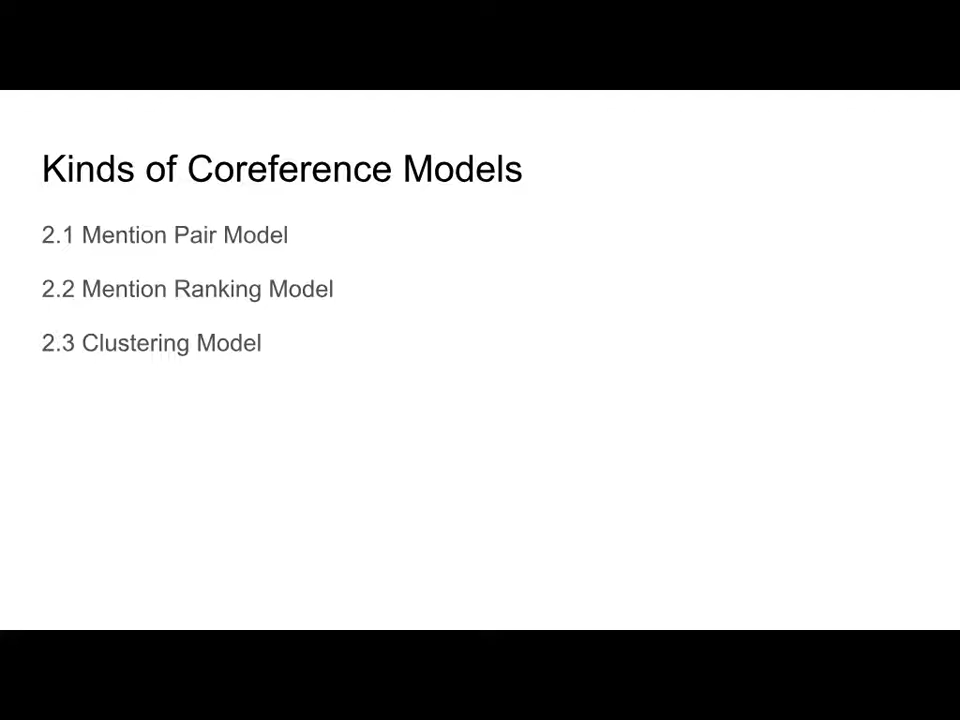 Kinds of Coreference Models
2.1 Mention Pair Model
2.2 Mention Ranking Model
2.3 Clustering Model